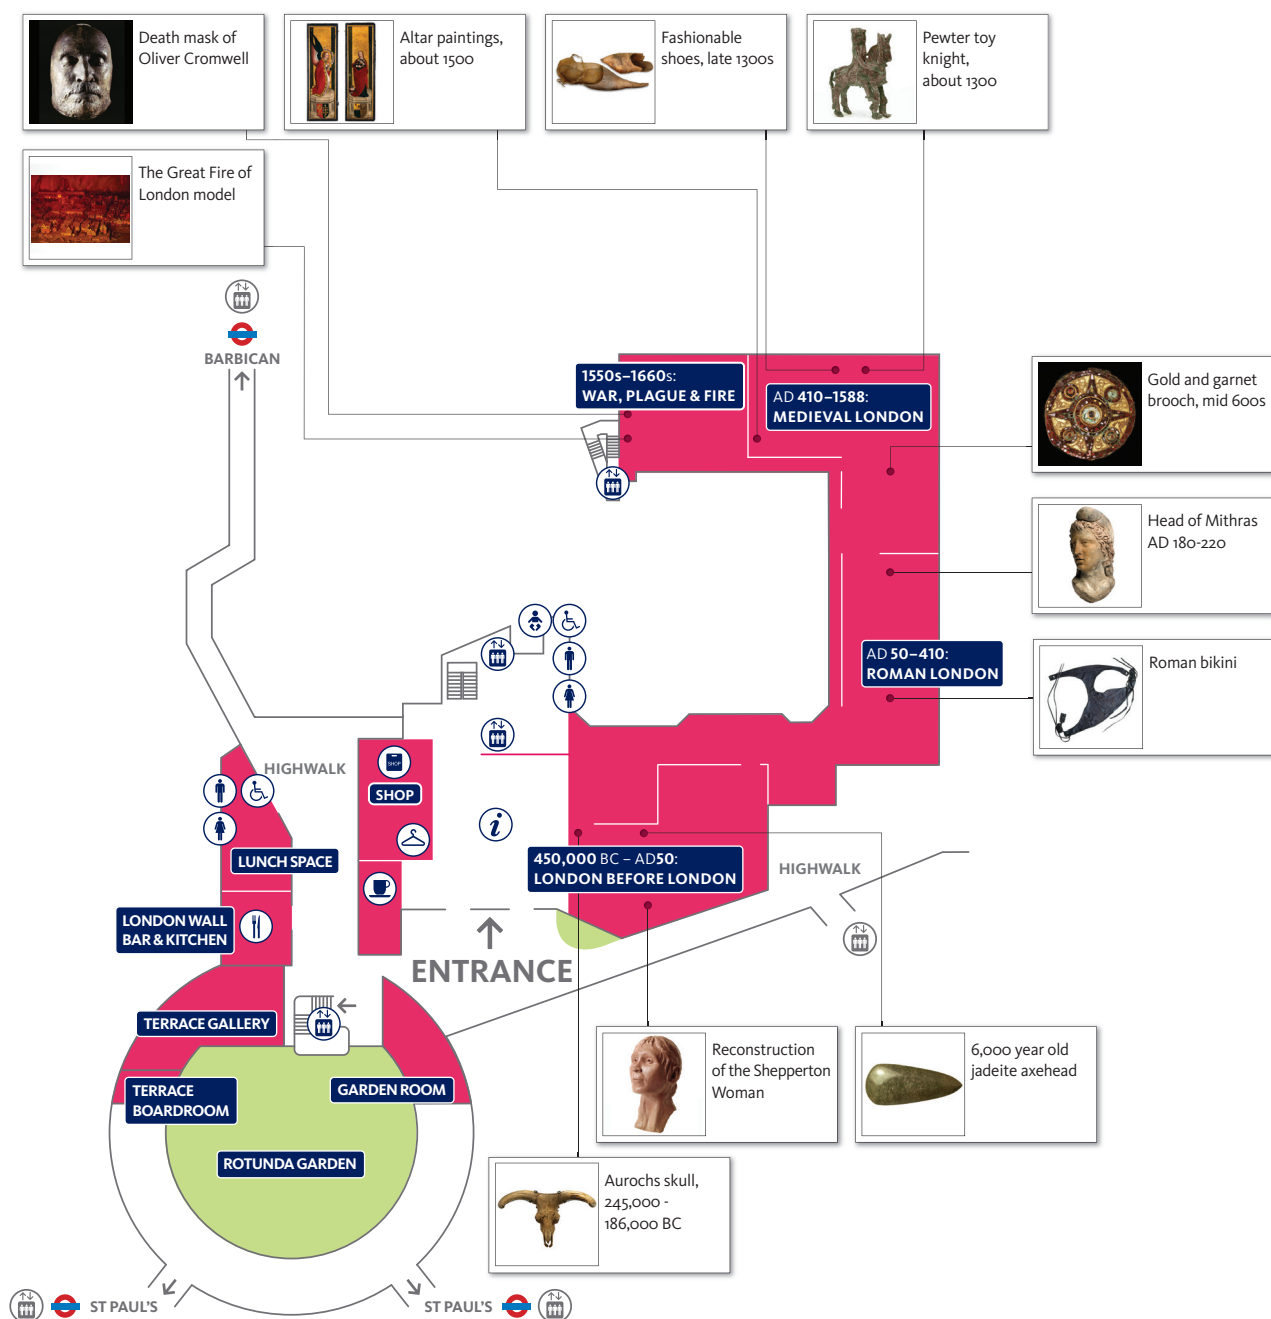 Death mask of
Oliver Cromwell
Altar paintings,
about 1500
Fashionable
shoes, late 1300s
Pewter toy
knight,
about 1300
The Great Fire of
London model
BARBICAN
1550s–1660s:
WAR, PLAGUE & FIRE
AD 410–1588:
MEDIEVAL LONDON
Gold and garnet
brooch, mid 600s
Head of Mithras
AD 180-220
AD 50–410:
ROMAN LONDON
Roman bikini
HIGHWALK
SHOP
SHOP
i
LUNCH SPACE
450,000 BC – AD50:
LONDON BEFORE LONDON
HIGHWALK
LONDON WALL
BAR & KITCHEN
ENTRANCE
TERRACE GALLERY
TERRACE
BOARDROOM
GARDEN ROOM
ROTUNDA GARDEN
Reconstruction
of the Shepperton
Woman
6,000 year old
jadeite axehead
Aurochs skull,
245,000 -
186,000 BC
ST PAUL'S
ST PAUL'S